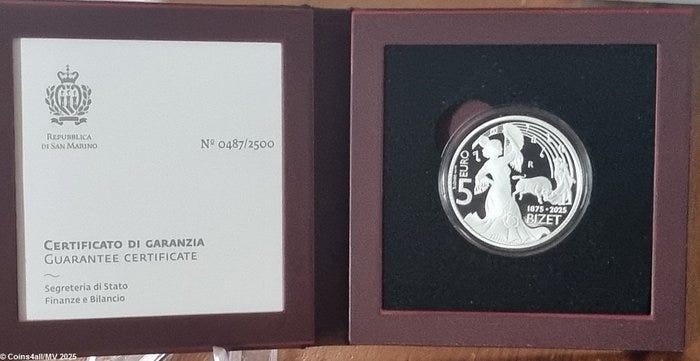 REPUBBLICA
DI SAN MARINO
Nº 0487/2500
CERTIFICATO DI GARANZIA
GUARANTEE CERTIFICATE
Segreteria di Stato
Finanze e Bilancio
5 EURO
R
1875 • 2025
BIZET
© Coins4all/MV 2025